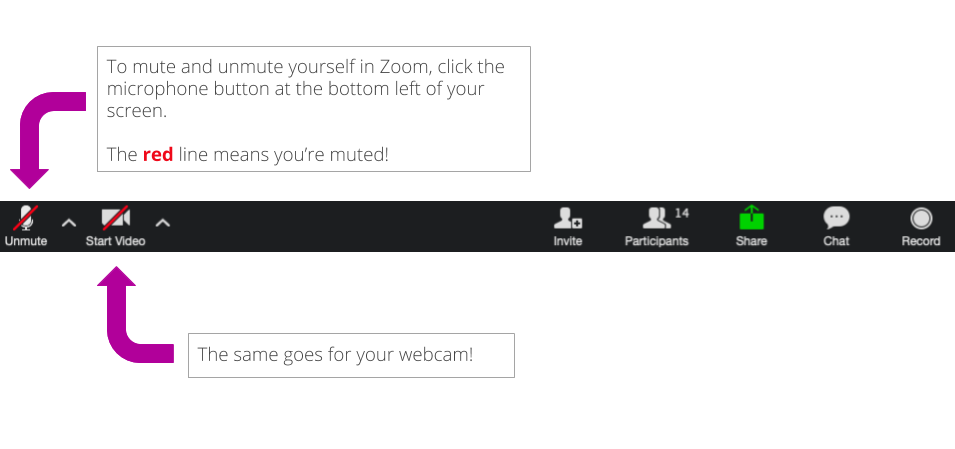 To mute and unmute yourself in Zoom, click the
microphone button at the bottom left of your
screen.
The red line means you’re muted!
14
Unmute
Start Video
Invite
Participants
Share
Chat
Record
The same goes for your webcam!